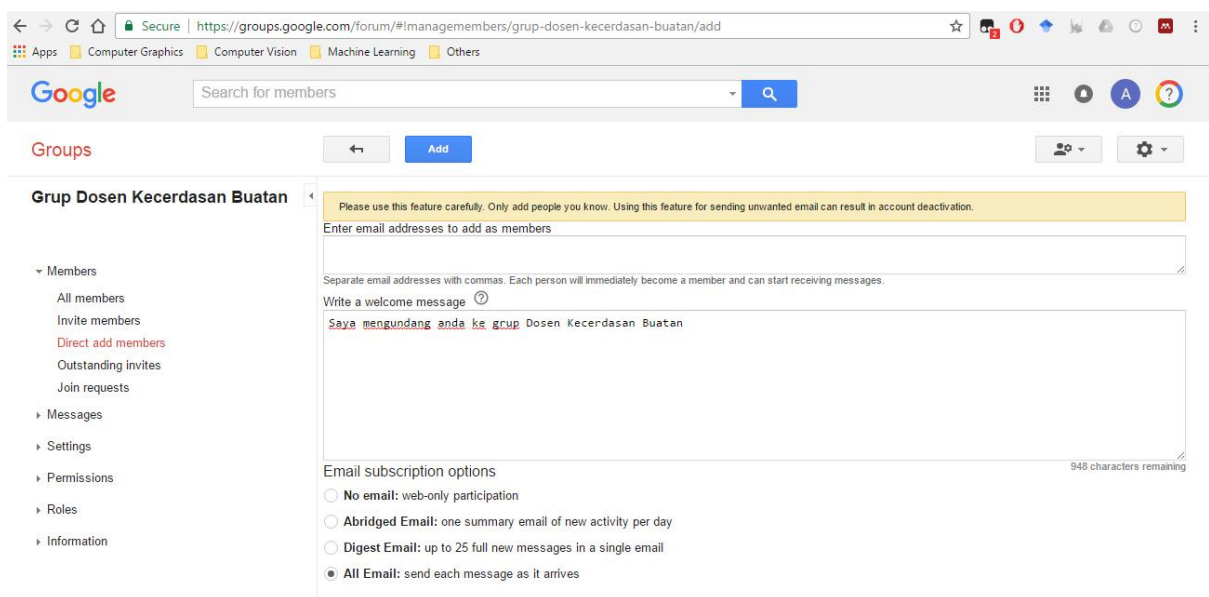 Secure | https://groups.google.com/forum/#!managemembers/grup-dosen-kecerdasan-buatan/add
2
Apps Computer Graphics Computer Vision Machine Learning Others
Google Search for members
A ?
Groups
Add
Grup Dosen Kecerdasan Buatan
Please use this feature carefully. Only add people you know. Using this feature for sending unwanted email can result in account deactivation.
Enter email addresses to add as members
Separate email addresses with commas. Each person will immediately become a member and can start receiving messages.
Write a welcome message ?
Saya mengundang anda ke grup Dosen Kecerdasan Buatan
948 characters remaining
Members
All members
Invite members
Direct add members
Outstanding invites
Join requests
Messages
Settings
Permissions
Roles
Information
Email subscription options
No email: web-only participation
Abridged Email: one summary email of new activity per day
Digest Email: up to 25 full new messages in a single email
All Email: send each message as it arrives